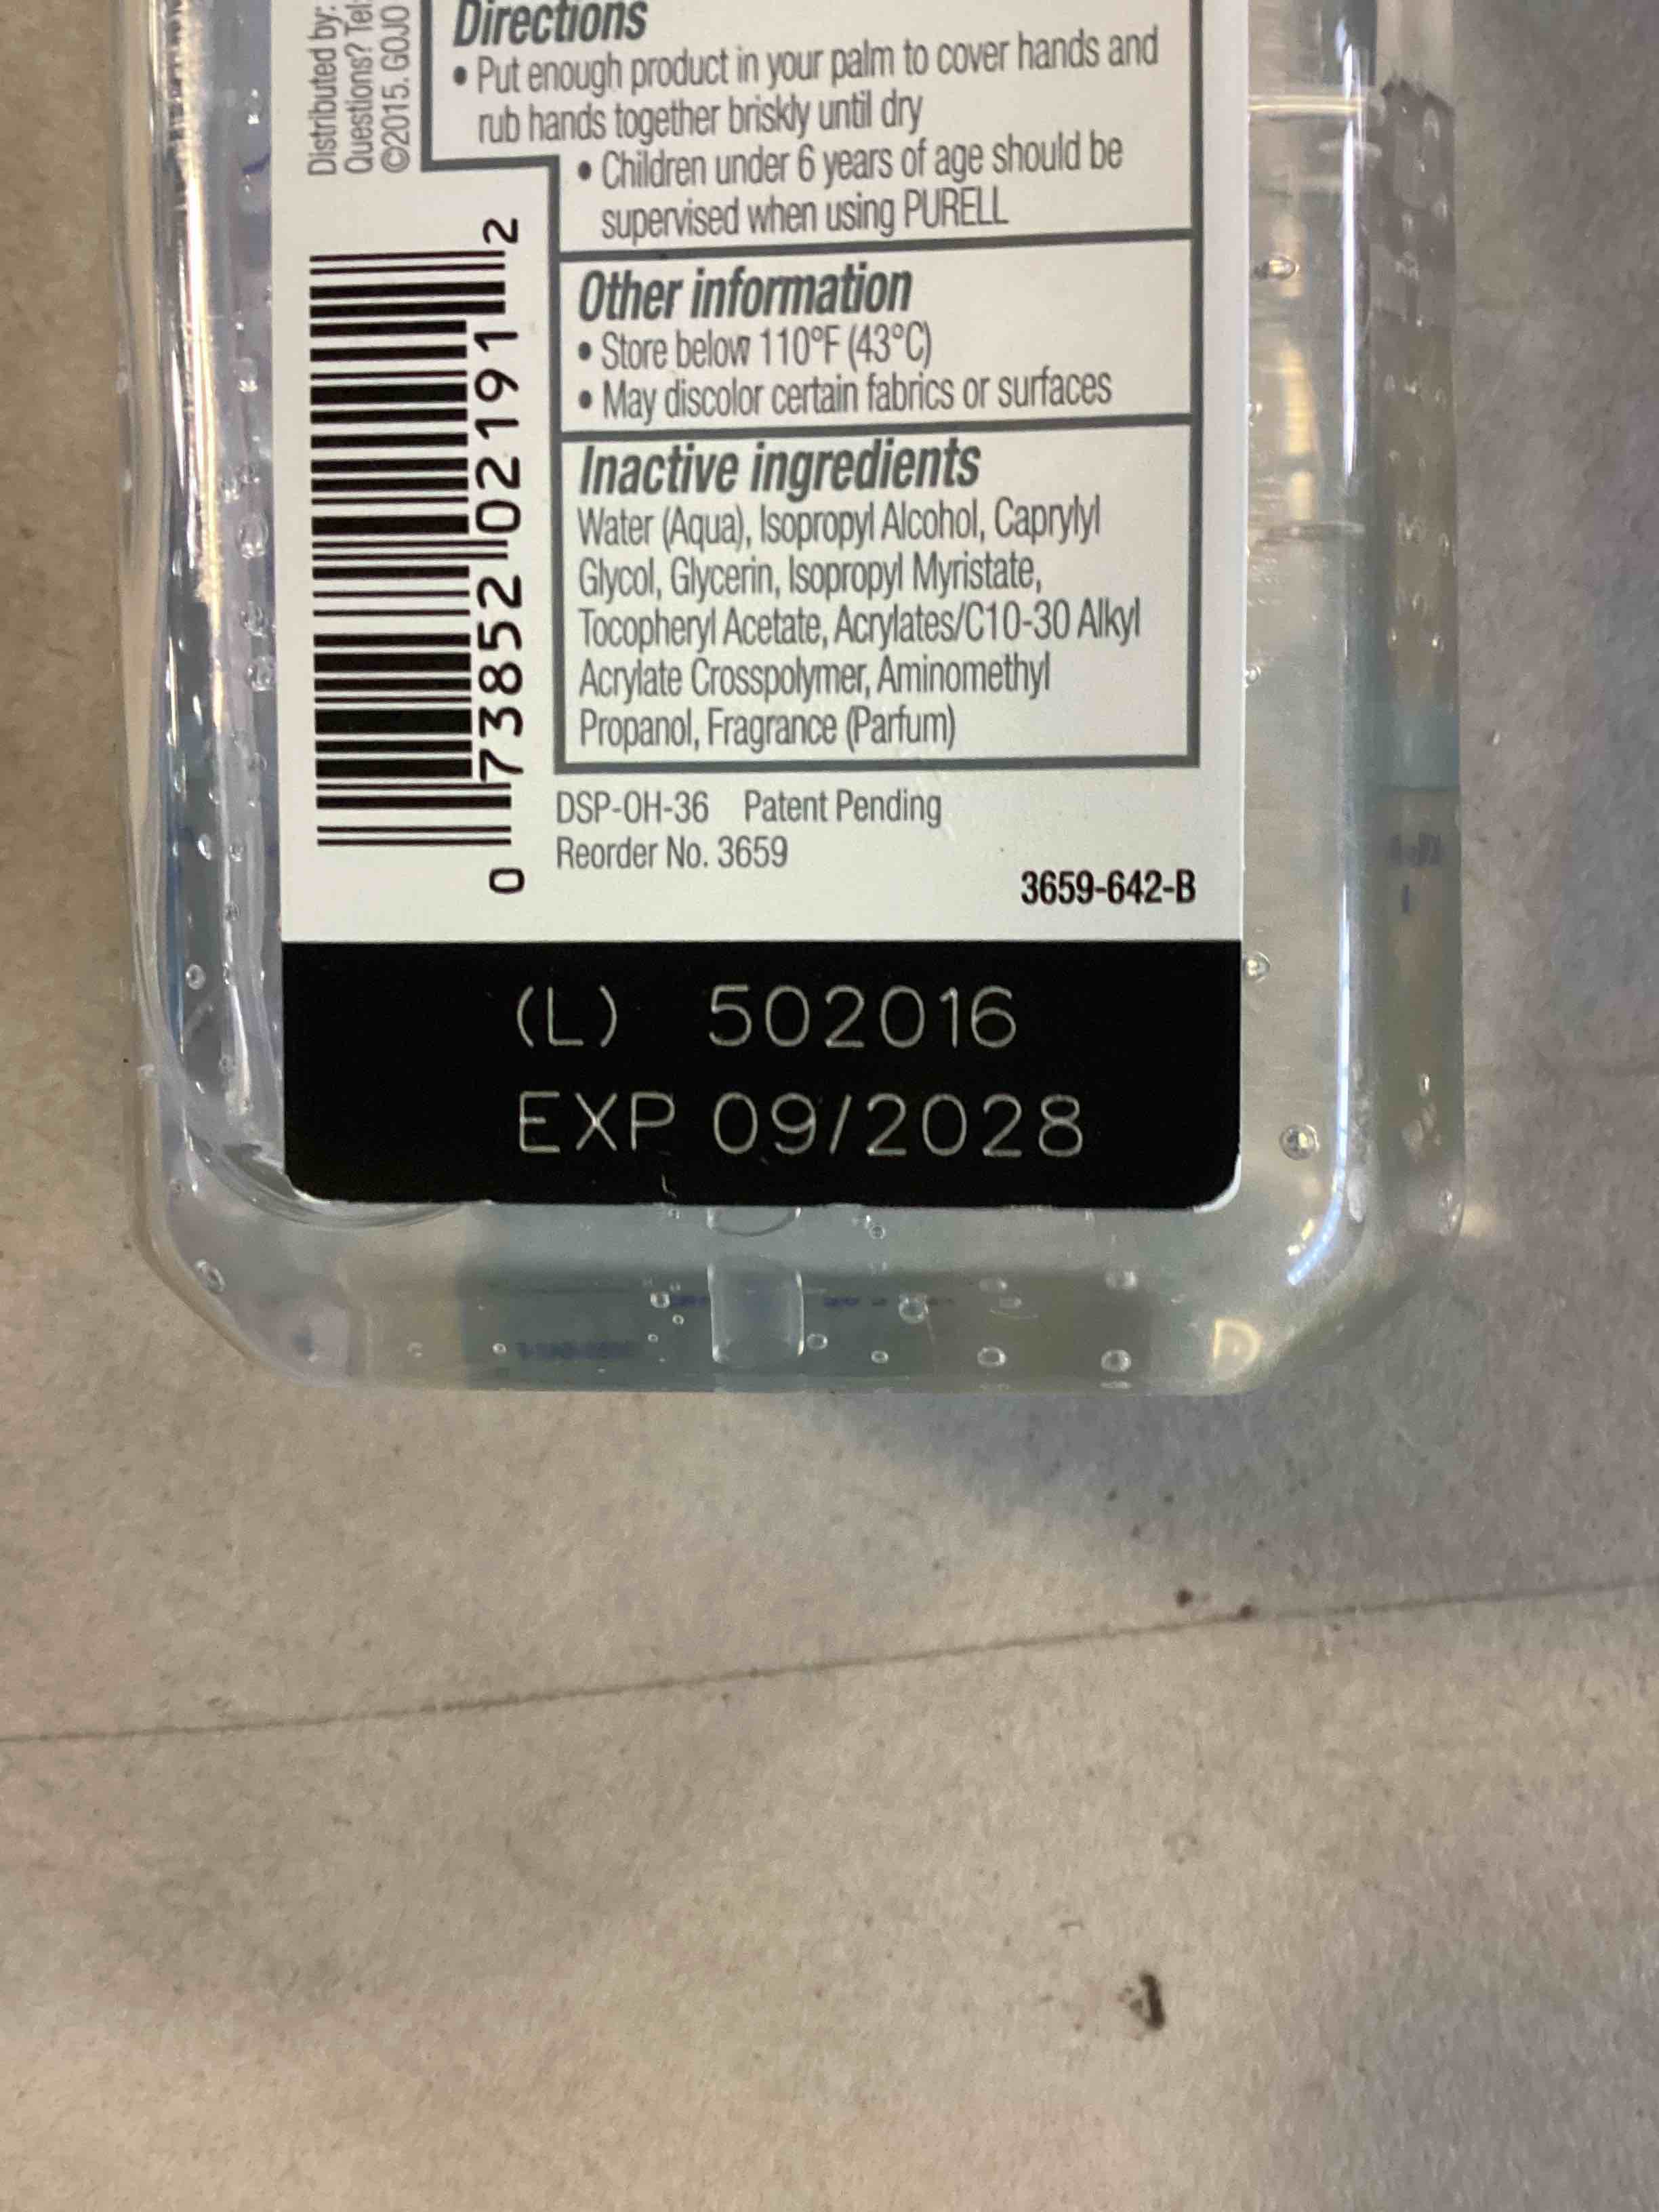 Distributed by:
Questions? Tel:
©2015. GOJO
Directions
• Put enough product in your palm to cover hands and
rub hands together briskly until dry
• Children under 6 years of age should be
supervised when using PURELL
Other information
• Store below 110°F (43°C)
• May discolor certain fabrics or surfaces
Inactive ingredients
Water (Aqua), Isopropyl Alcohol, Caprylyl
Glycol, Glycerin, Isopropyl Myristate,
Tocopheryl Acetate, Acrylates/C10-30 Alkyl
Acrylate Crosspolymer, Aminomethyl
Propanol, Fragrance (Parfum)
0 73852 02191 2
DSP-OH-36 Patent Pending
Reorder No. 3659
3659-642-B
(L) 502016
EXP 09/2028